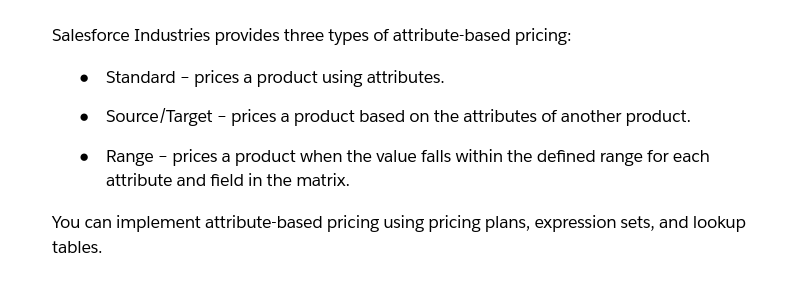 Salesforce Industries provides three types of attribute-based pricing:
● Standard – prices a product using attributes.
● Source/Target – prices a product based on the attributes of another product.
● Range – prices a product when the value falls within the defined range for each
attribute and field in the matrix.
You can implement attribute-based pricing using pricing plans, expression sets, and lookup
tables.